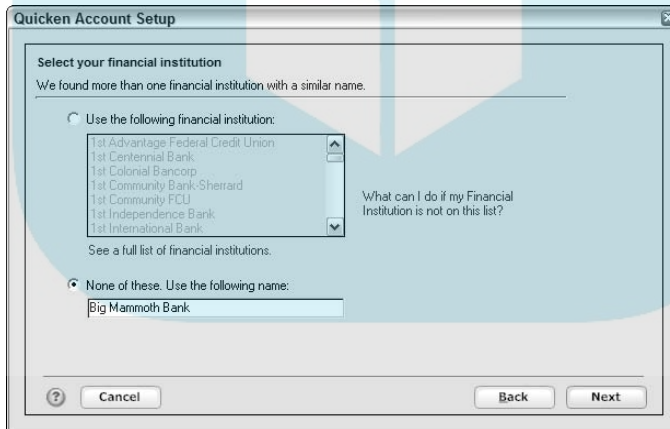 Quicken Account Setup
Select your financial institution
We found more than one financial institution with a similar name.
Use the following financial institution:
1st Advantage Federal Credit Union
1st Centennial Bank
1st Colonial Bancorp
1st Community Bank-Sherrard
1st Community FCU
1st Independence Bank
1st International Bank
What can I do if my Financial
Institution is not on this list?
See a full list of financial institutions.
None of these. Use the following name:
Big Mammoth Bank
? Cancel Back Next